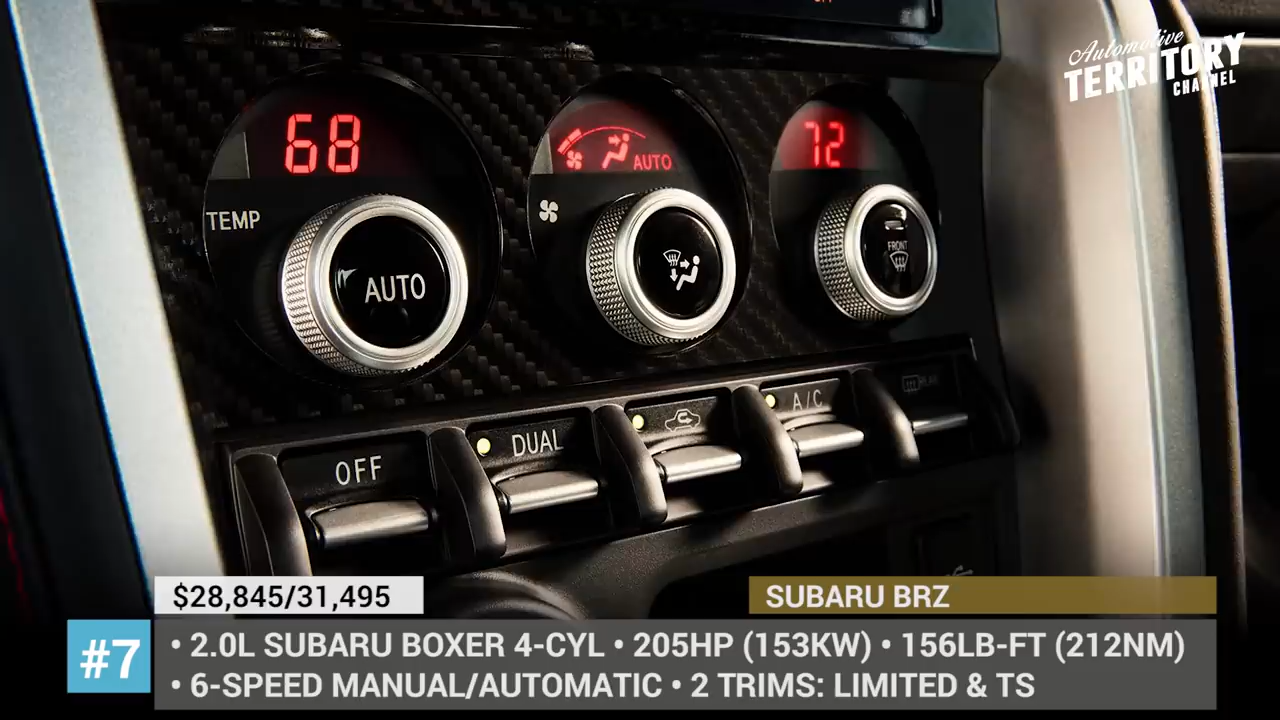 Automotive
TERRITORY
CHANNEL
68
AUTO
72
TEMP
AUTO
FRONT
OFF
DUAL
A/C
REAR
$28,845/31,495
SUBARU BRZ
#7
• 2.0L SUBARU BOXER 4-CYL • 205HP (153KW) • 156LB-FT (212NM)
• 6-SPEED MANUAL/AUTOMATIC • 2 TRIMS: LIMITED & TS